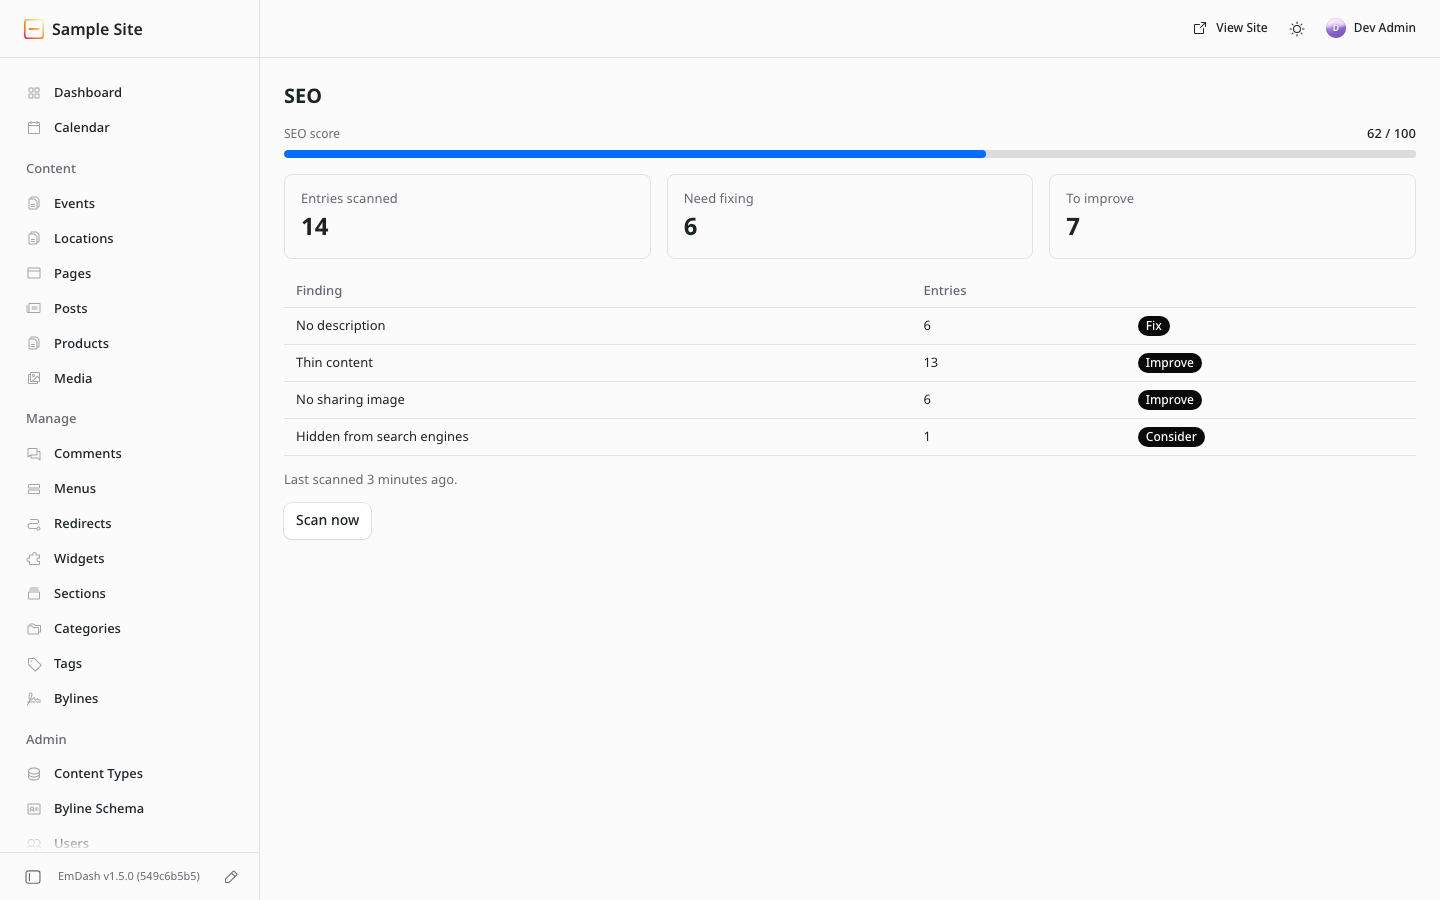 Sample Site
View Site
D
Dev Admin
Dashboard
Calendar
Content
Events
Locations
Pages
Posts
Products
Media
Manage
Comments
Menus
Redirects
Widgets
Sections
Categories
Tags
Bylines
Admin
Content Types
Byline Schema
Users
EmDash v1.5.0 (549c6b5b5)
SEO
SEO score 62 / 100
Entries scanned
14
Need fixing
6
To improve
7
Finding Entries
No description 6 Fix
Thin content 13 Improve
No sharing image 6 Improve
Hidden from search engines 1 Consider
Last scanned 3 minutes ago.
Scan now